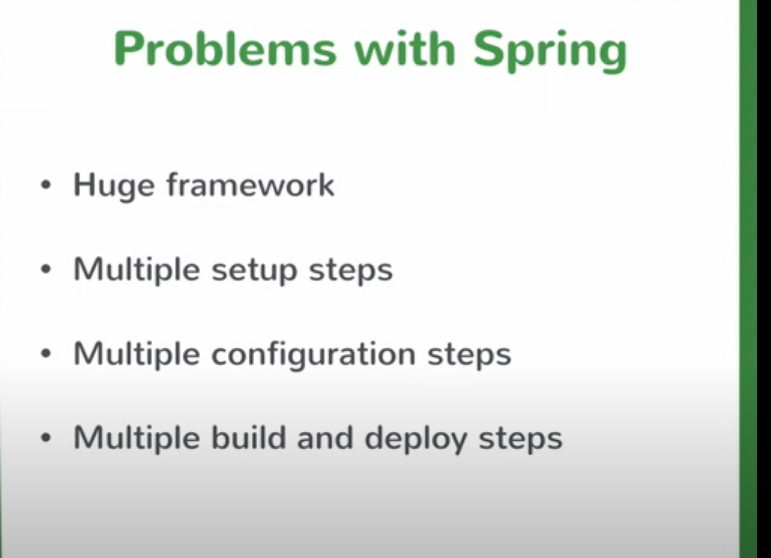 Problems with Spring
• Huge framework
• Multiple setup steps
• Multiple configuration steps
• Multiple build and deploy steps